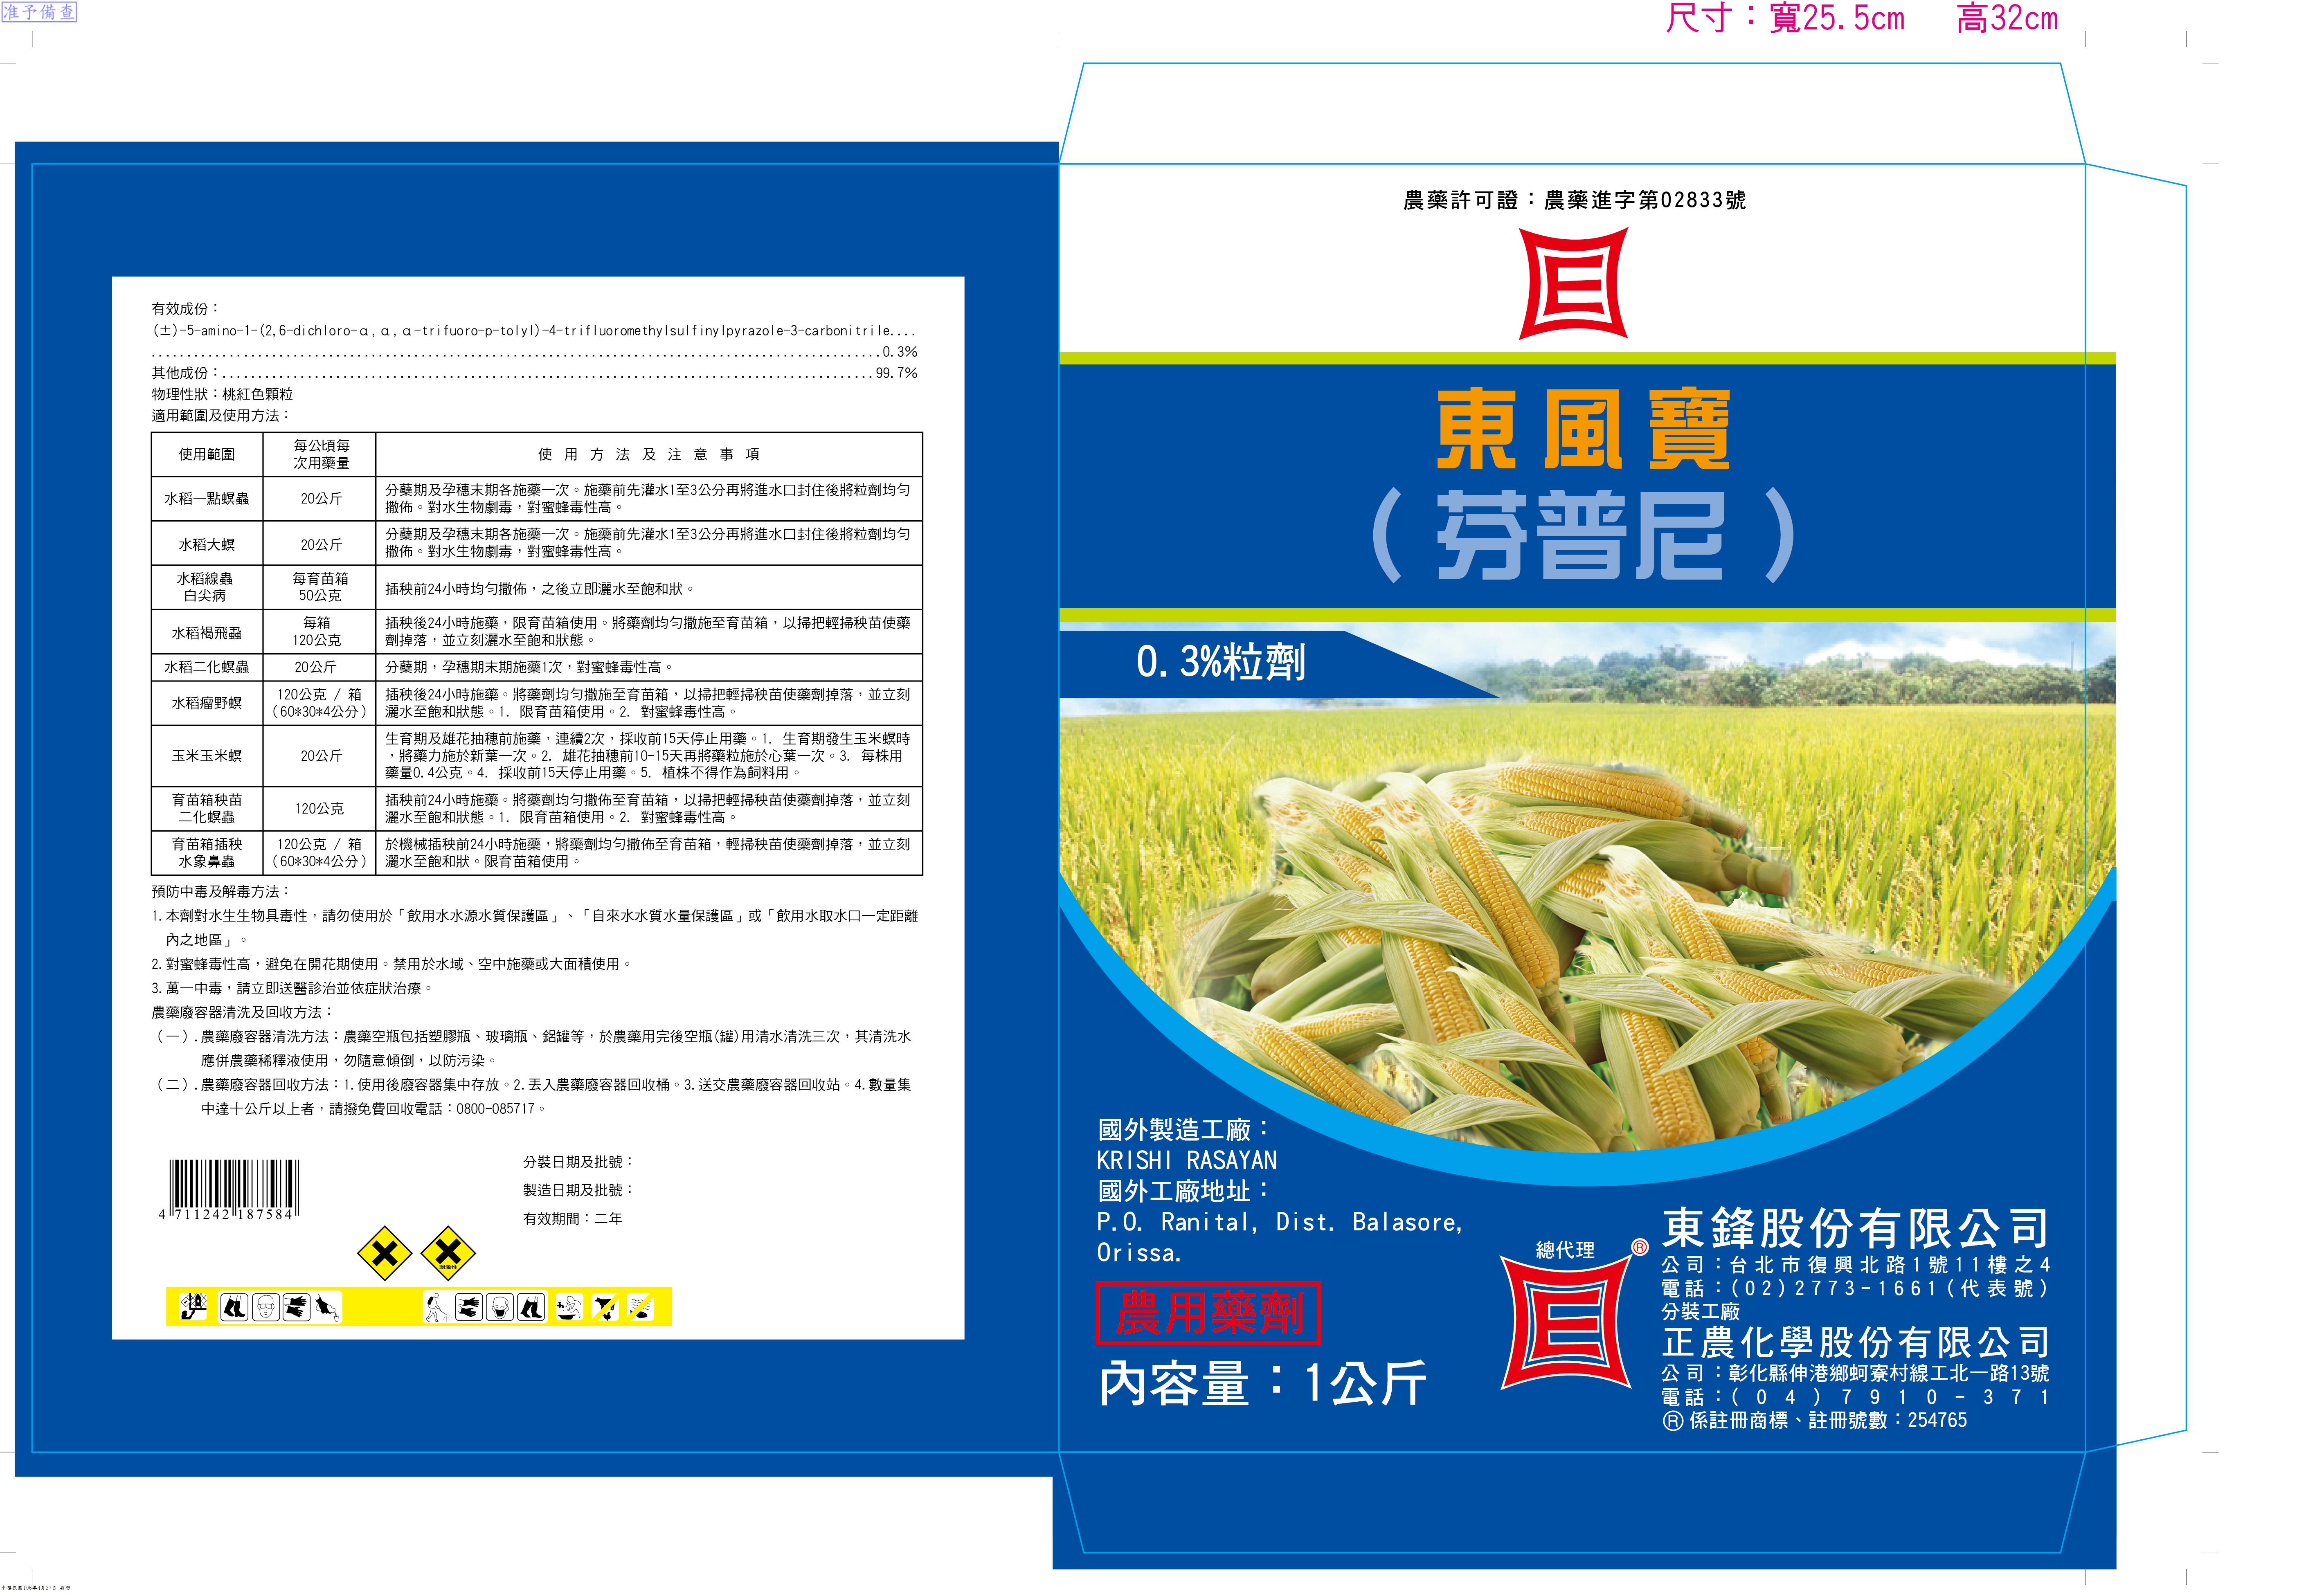 准予備查
尺寸：寬25.5cm 高32cm
有效成份：
(±)-5-amino-1-(2,6-dichloro-α, α, α-trifuoro-p-tolyl)-4-trifluoromethylsulfinylpyrazole-3-carbonitrile....
........................................................................................................0.3%
其他成份：............................................................................................99.7%
物理性狀：桃紅色顆粒
適用範圍及使用方法：
使用範圍
每公頃每
次用藥量
使 用 方 法 及 注 意 事 項
水稻一點螟蟲
20公斤
分蘗期及孕穗末期各施藥一次。施藥前先灌水1至3公分再將進水口封住後將粒劑均勻
撒佈。對水生物劇毒，對蜜蜂毒性高。
水稻大螟
20公斤
分蘗期及孕穗末期各施藥一次。施藥前先灌水1至3公分再將進水口封住後將粒劑均勻
撒佈。對水生物劇毒，對蜜蜂毒性高。
水稻線蟲
白尖病
每育苗箱
50公克
插秧前24小時均勻撒佈，之後立即灑水至飽和狀。
水稻褐飛蝨
每箱
120公克
插秧後24小時施藥，限育苗箱使用。將藥劑均勻撒施至育苗箱，以掃把輕掃秧苗使藥
劑掉落，並立刻灑水至飽和狀態。
水稻二化螟蟲
20公斤
分蘗期，孕穗期末期施藥1次，對蜜蜂毒性高。
水稻瘤野螟
120公克 / 箱
（60*30*4公分）
插秧後24小時施藥。將藥劑均勻撒施至育苗箱，以掃把輕掃秧苗使藥劑掉落，並立刻
灑水至飽和狀態。1. 限育苗箱使用。2. 對蜜蜂毒性高。
玉米玉米螟
20公斤
生育期及雄花抽穗前施藥，連續2次，採收前15天停止用藥。1. 生育期發生玉米螟時
，將藥力施於新葉一次。2. 雄花抽穗前10-15天再將藥粒施於心葉一次。3. 每株用
藥量0.4公克。4. 採收前15天停止用藥。5. 植株不得作為飼料用。
育苗箱秧苗
二化螟蟲
120公克
插秧前24小時施藥。將藥劑均勻撒佈至育苗箱，以掃把輕掃秧苗使藥劑掉落，並立刻
灑水至飽和狀態。1. 限育苗箱使用。2. 對蜜蜂毒性高。
育苗箱插秧
水象鼻蟲
120公克 / 箱
（60*30*4公分）
於機械插秧前24小時施藥，將藥劑均勻撒佈至育苗箱，輕掃秧苗使藥劑掉落，並立刻
灑水至飽和狀。限育苗箱使用。
預防中毒及解毒方法：
1.本劑對水生生物具毒性，請勿使用於「飲用水水源水質保護區」、「自來水水質水量保護區」或「飲用水取水口一定距離
內之地區」。
2.對蜜蜂毒性高，避免在開花期使用。禁用於水域、空中施藥或大面積使用。
3.萬一中毒，請立即送醫診治並依症狀治療。
農藥廢容器清洗及回收方法：
（一）.農藥廢容器清洗方法：農藥空瓶包括塑膠瓶、玻璃瓶、鋁罐等，於農藥用完後空瓶(罐)用清水清洗三次，其清洗水
應併農藥稀釋液使用，勿隨意傾倒，以防污染。
（二）.農藥廢容器回收方法：1.使用後廢容器集中存放。2.丟入農藥廢容器回收桶。3.送交農藥廢容器回收站。4.數量集
中達十公斤以上者，請撥免費回收電話：0800-085717。
分裝日期及批號：
製造日期及批號：
有效期間：二年
4 711242 187584
刺激性
農藥許可證：農藥進字第02833號
東風寶
（芬普尼）
0.3%粒劑
國外製造工廠：
KRISHI RASAYAN
國外工廠地址：
P.O. Ranital, Dist. Balasore,
Orissa.
農用藥劑
內容量：1公斤
總代理
®
東鋒股份有限公司
公司：台北市復興北路1號11樓之4
電話：(02)2773-1661(代表號)
分裝工廠
正農化學股份有限公司
公司：彰化縣伸港鄉蚵寮村線工北一路13號
電話：(04)7910-371
®係註冊商標、註冊號數：254765